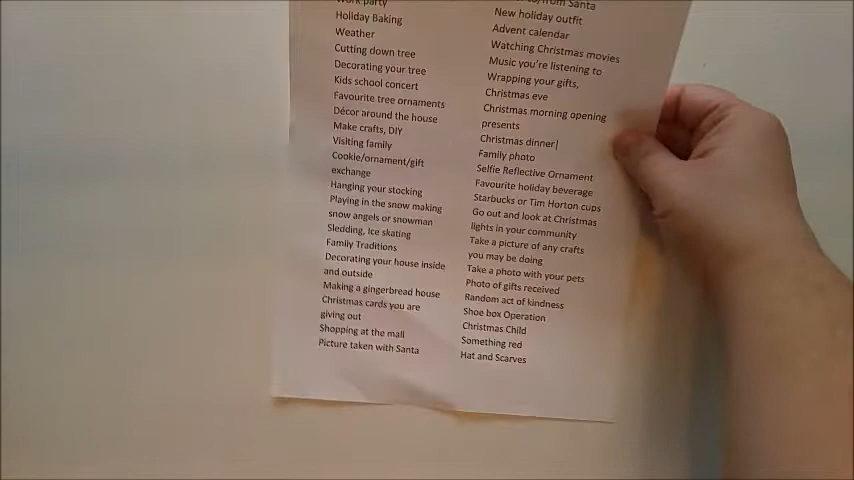 Work party
Holiday Baking
Weather
Cutting down tree
Decorating your tree
Kids school concert
Favourite tree ornaments
Décor around the house
Make crafts, DIY
Visiting family
Cookie/ornament/gift
exchange
Hanging your stocking
Playing in the snow making
snow angels or snowman
Sledding, Ice skating
Family Traditions
Decorating your house inside
and outside
Making a gingerbread house
Christmas cards you are
giving out
Shopping at the mall
Picture taken with Santa
to/from Santa
New holiday outfit
Advent calendar
Watching Christmas movies
Music you're listening to
Wrapping your gifts,
Christmas eve
Christmas morning opening
presents
Christmas dinner|
Family photo
Selfie Reflective Ornament
Favourite holiday beverage
Starbucks or Tim Horton cups
Go out and look at Christmas
lights in your community
Take a picture of any crafts
you may be doing
Take a photo with your pets
Photo of gifts received
Random act of kindness
Shoe box Operation
Christmas Child
Something red
Hat and Scarves